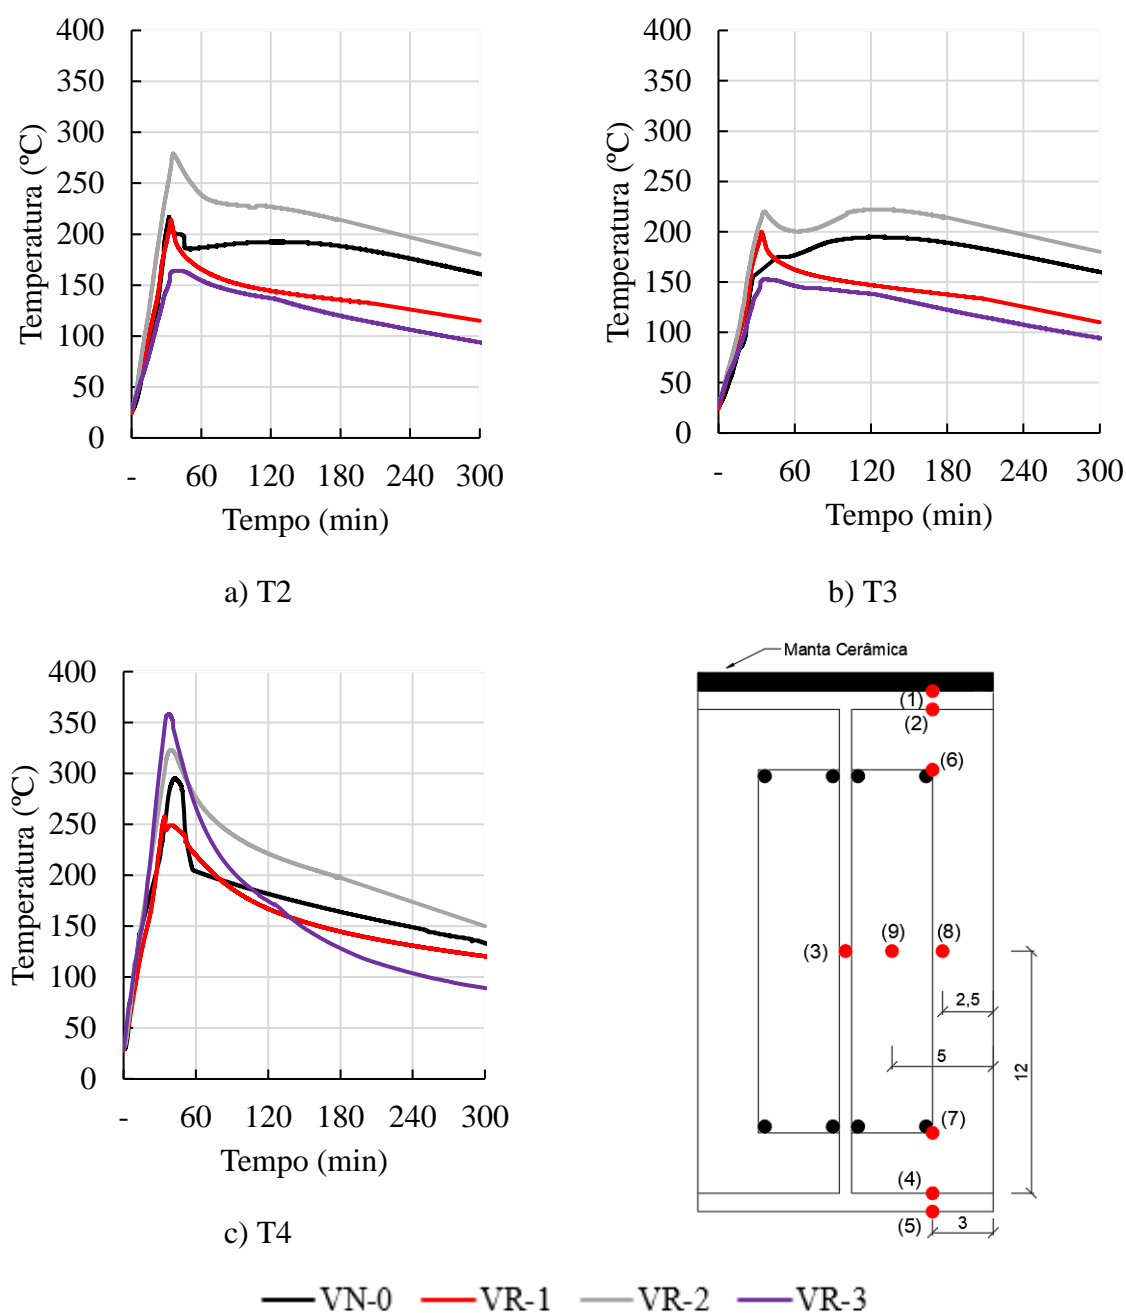 400
350
300
250
200
150
100
50
0
Temperatura (ºC)
- 60 120 180 240 300
Tempo (min)
a) T2
400
350
300
250
200
150
100
50
0
Temperatura (ºC)
- 60 120 180 240 300
Tempo (min)
b) T3
400
350
300
250
200
150
100
50
0
Temperatura (ºC)
- 60 120 180 240 300
Tempo (min)
c) T4
Manta Cerâmica
(1)
(2)
(6)
(3) (9) (8)
2,5
5
12
(7)
(4)
(5) 3
VN-0 VR-1 VR-2 VR-3